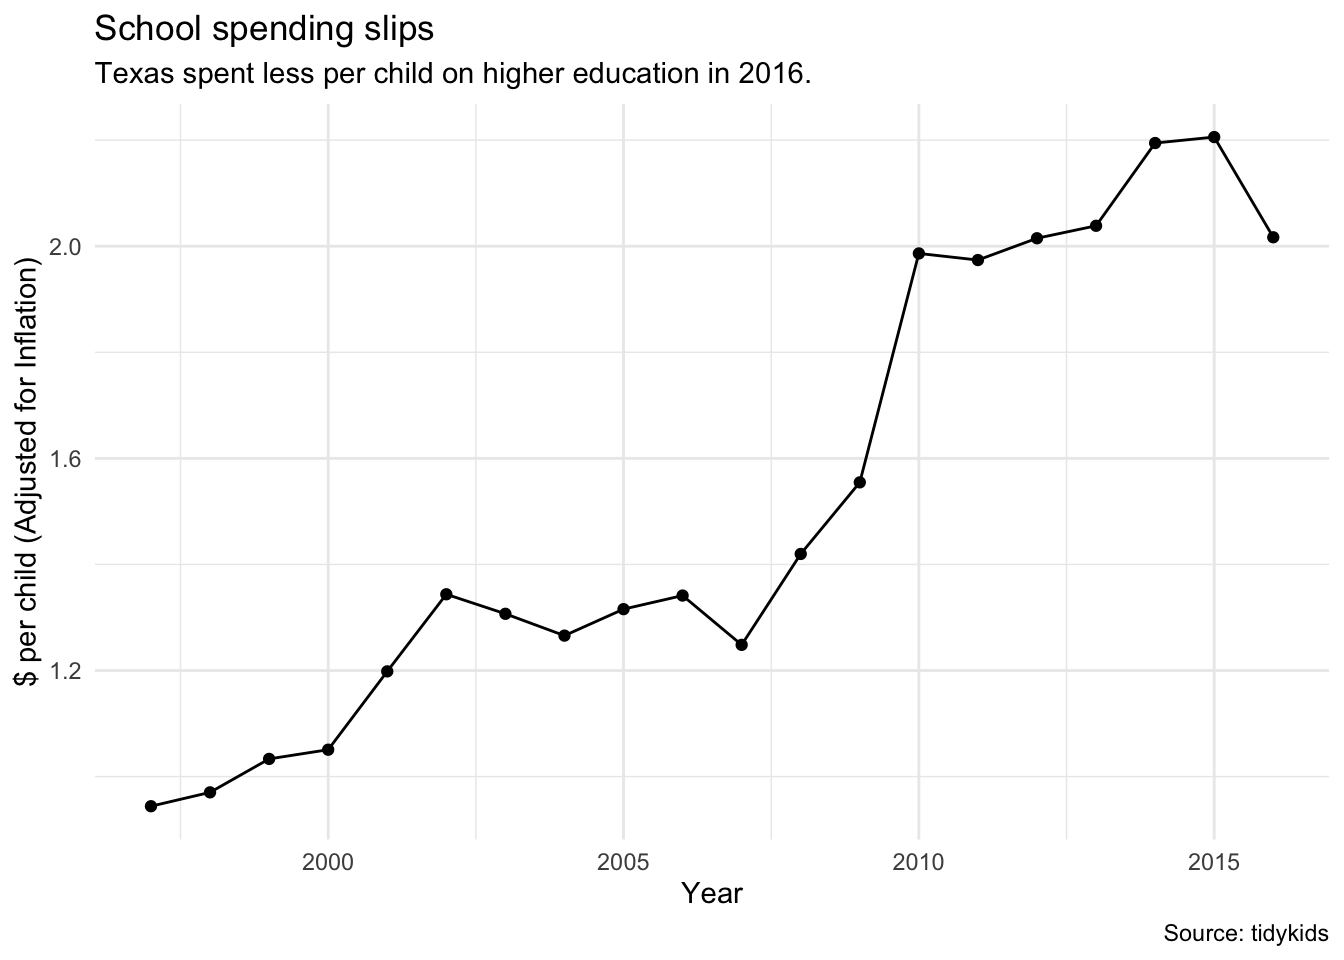 School spending slips
Texas spent less per child on higher education in 2016.
$ per child (Adjusted for Inflation)
2.0
1.6
1.2
2000
2005
2010
2015
Year
Source: tidykids